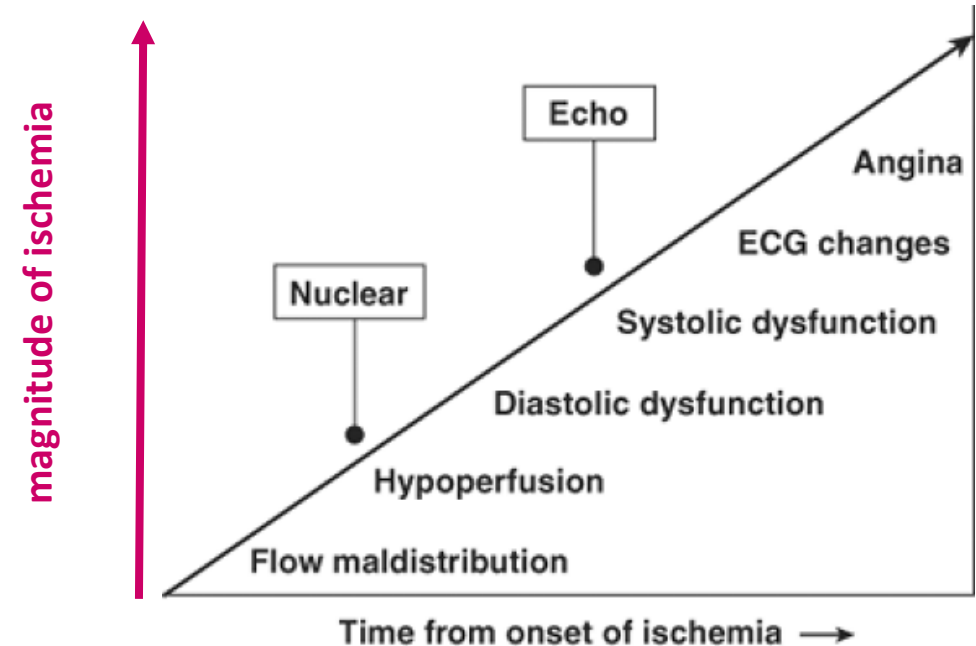 magnitude of ischemia
Echo
Angina
ECG changes
Nuclear
Systolic dysfunction
Diastolic dysfunction
Hypoperfusion
Flow maldistribution
Time from onset of ischemia →